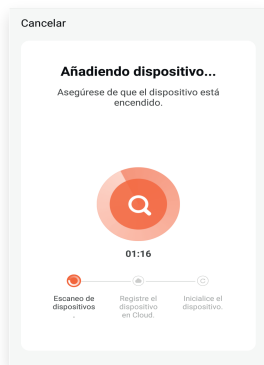 Cancelar
Añadiendo dispositivo...
Asegúrese de que el dispositivo está
encendido.
01:16
Escaneo de
dispositivos
.
Registre el
dispositivo
en Cloud.
Inicialice el
dispositivo.